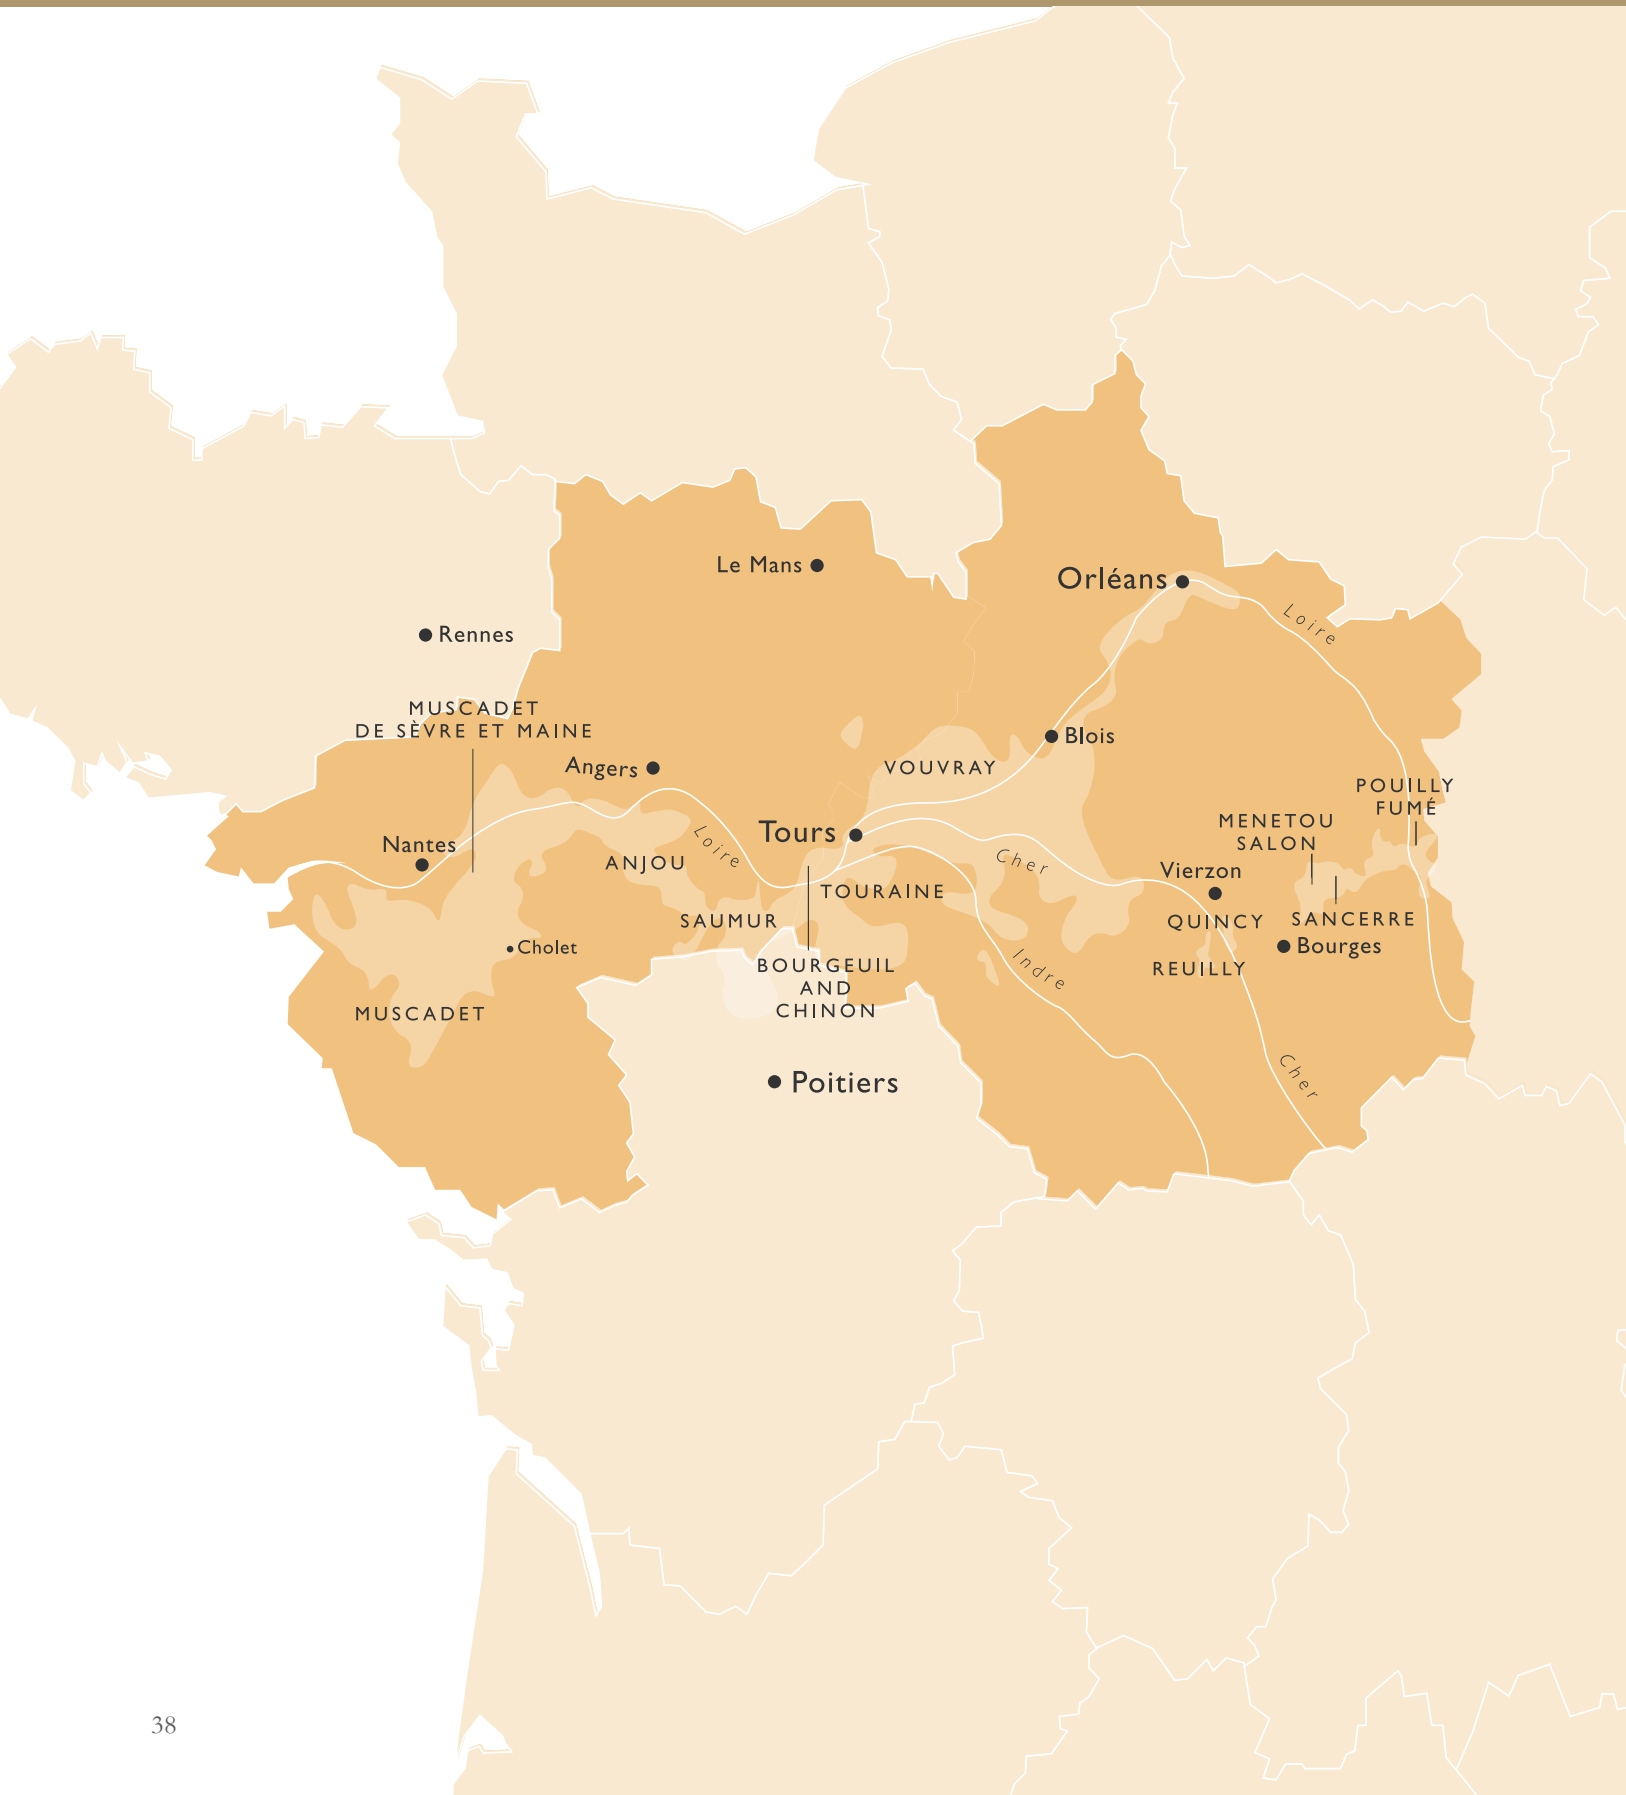 Le Mans
Orléans
Loire
Rennes
MUSCADET
DE SÈVRE ET MAINE
Blois
Angers
VOUVRAY
POUILLY
FUMÉ
MENETOU
SALON
Tours
Nantes
Loire
ANJOU
Cher
Vierzon
TOURAINE
SAUMUR
QUINCY
SANCERRE
Cholet
Bourges
BOURGEUIL
AND
CHINON
Indre
REUILLY
MUSCADET
Poitiers
Cher
38